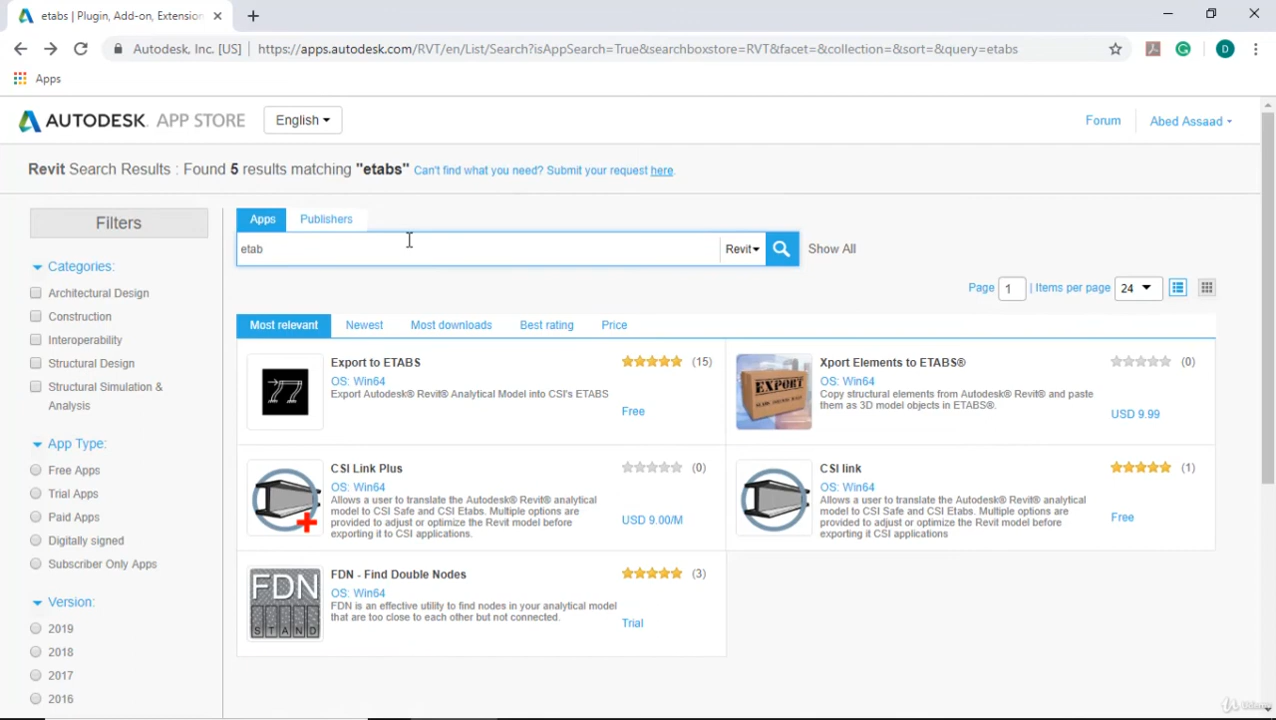 etabs | Plugin, Add-on, Extension
Autodesk, Inc. [US] https://apps.autodesk.com/RVT/en/List/Search?isAppSearch=True&searchboxstore=RVT&facet=&collection=&sort=&query=etabs
D
Apps
AUTODESK. APP STORE
English
Forum
Abed Assaad
Revit Search Results : Found 5 results matching "etabs" Can't find what you need? Submit your request here.
Filters
Categories:
Architectural Design
Construction
Interoperability
Structural Design
Structural Simulation &
Analysis
App Type:
Free Apps
Trial Apps
Paid Apps
Digitally signed
Subscriber Only Apps
Version:
2019
2018
2017
2016
Apps
Publishers
etab
Revit
Show All
Page 1 | Items per page 24
Most relevant
Newest
Most downloads
Best rating
Price
Export to ETABS
(15)
OS: Win64
Export Autodesk® Revit® Analytical Model into CSI's ETABS
Free
EXPORT
Xport Elements to ETABS®
(0)
OS: Win64
Copy structural elements from Autodesk® Revit® and paste
them as 3D model objects in ETABS®.
USD 9.99
CSI Link Plus
(0)
OS: Win64
Allows a user to translate the Autodesk® Revit® analytical
model to CSI Safe and CSI Etabs. Multiple options are
provided to adjust or optimize the Revit model before
exporting it to CSI applications.
USD 9.00/M
CSI link
(1)
OS: Win64
Allows a user to translate the Autodesk® Revit® analytical
model to CSI Safe and CSI Etabs. Multiple options are
provided to adjust or optimize the Revit model before
exporting it CSI applications
Free
FDN
STAND
FDN - Find Double Nodes
(3)
OS: Win64
FDN is an effective utility to find nodes in your analytical model
that are too close to each other but not connected.
Trial
Udemy